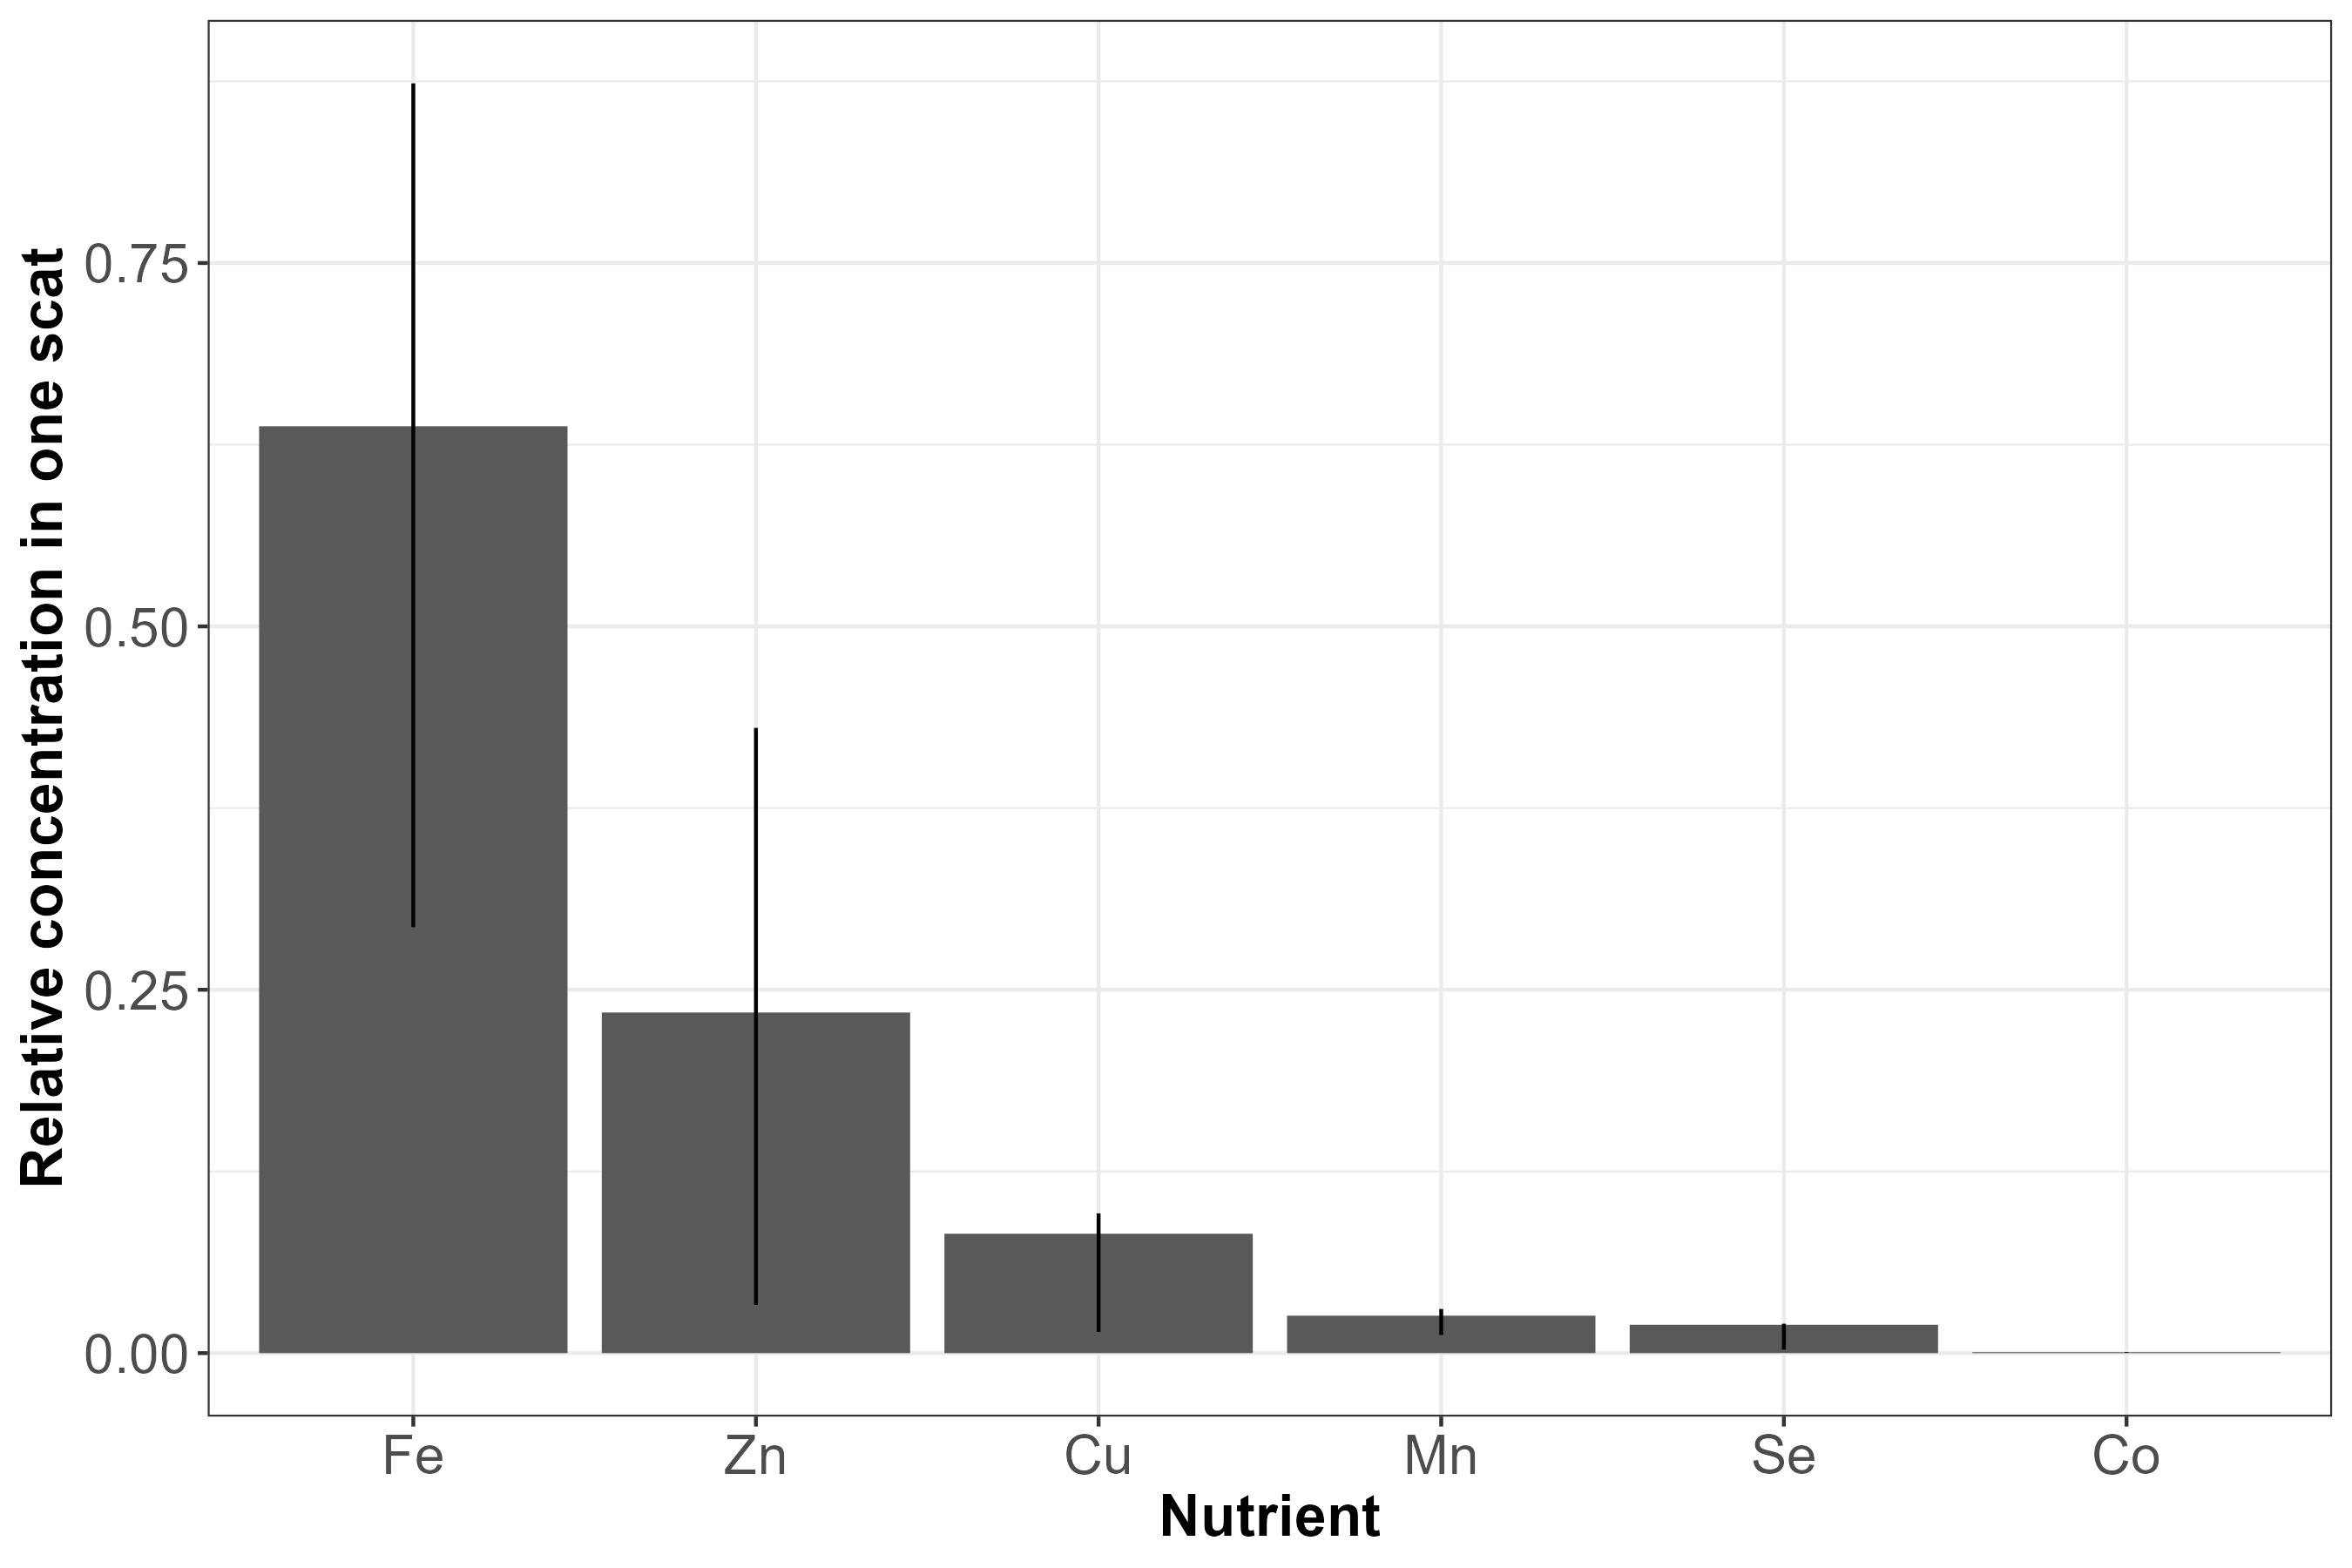 Relative concentration in one scat
0.75
0.50
0.25
0.00
Fe Zn Cu Mn Se Co
Nutrient